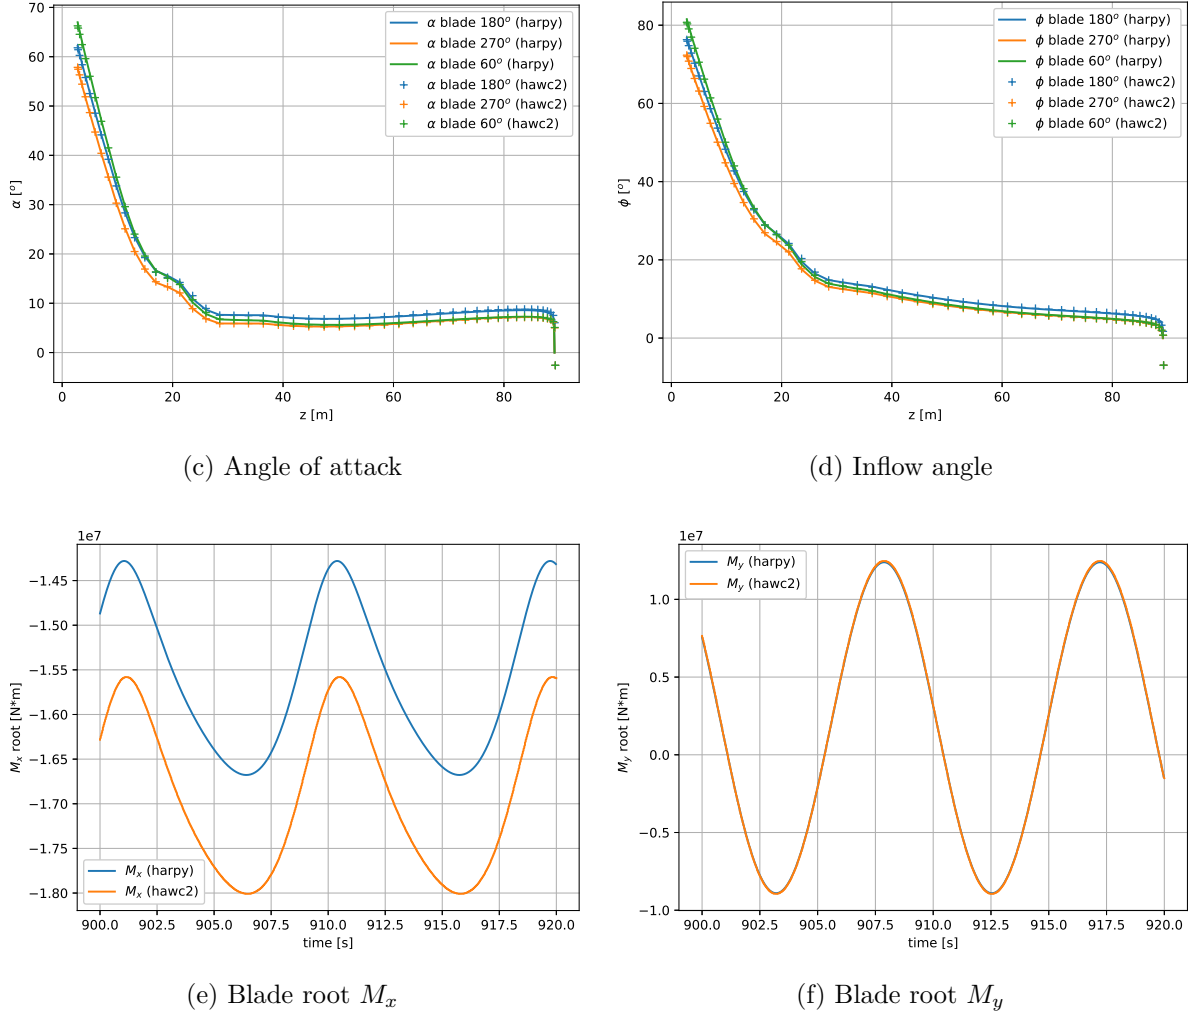 70
60
50
40
30
20
10
0
α [°]
α blade 180° (harpy)
α blade 270° (harpy)
α blade 60° (harpy)
α blade 180° (hawc2)
α blade 270° (hawc2)
α blade 60° (hawc2)
0 20 40 60 80
z [m]
(c) Angle of attack
80
60
40
20
0
ϕ [°]
ϕ blade 180° (harpy)
ϕ blade 270° (harpy)
ϕ blade 60° (harpy)
ϕ blade 180° (hawc2)
ϕ blade 270° (hawc2)
ϕ blade 60° (hawc2)
0 20 40 60 80
z [m]
(d) Inflow angle
1e7
−1.45
−1.50
−1.55
−1.60
−1.65
−1.70
−1.75
−1.80
Mx root [N*m]
Mx (harpy)
Mx (hawc2)
900.0 902.5 905.0 907.5 910.0 912.5 915.0 917.5 920.0
time [s]
(e) Blade root Mx
1e7
My (harpy)
My (hawc2)
1.0
0.5
0.0
−0.5
−1.0
My root [N*m]
900.0 902.5 905.0 907.5 910.0 912.5 915.0 917.5 920.0
time [s]
(f) Blade root My